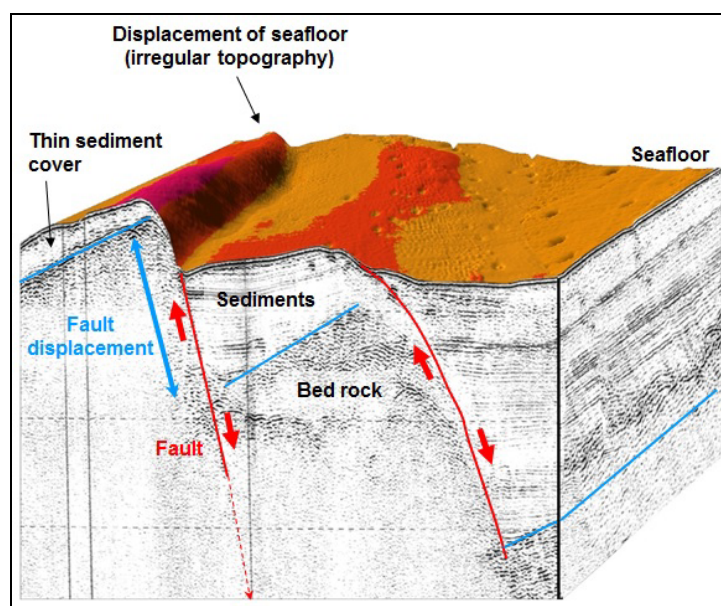 Displacement of seafloor
(irregular topography)
Thin sediment
cover
Seafloor
Sediments
Fault
displacement
Bed rock
Fault